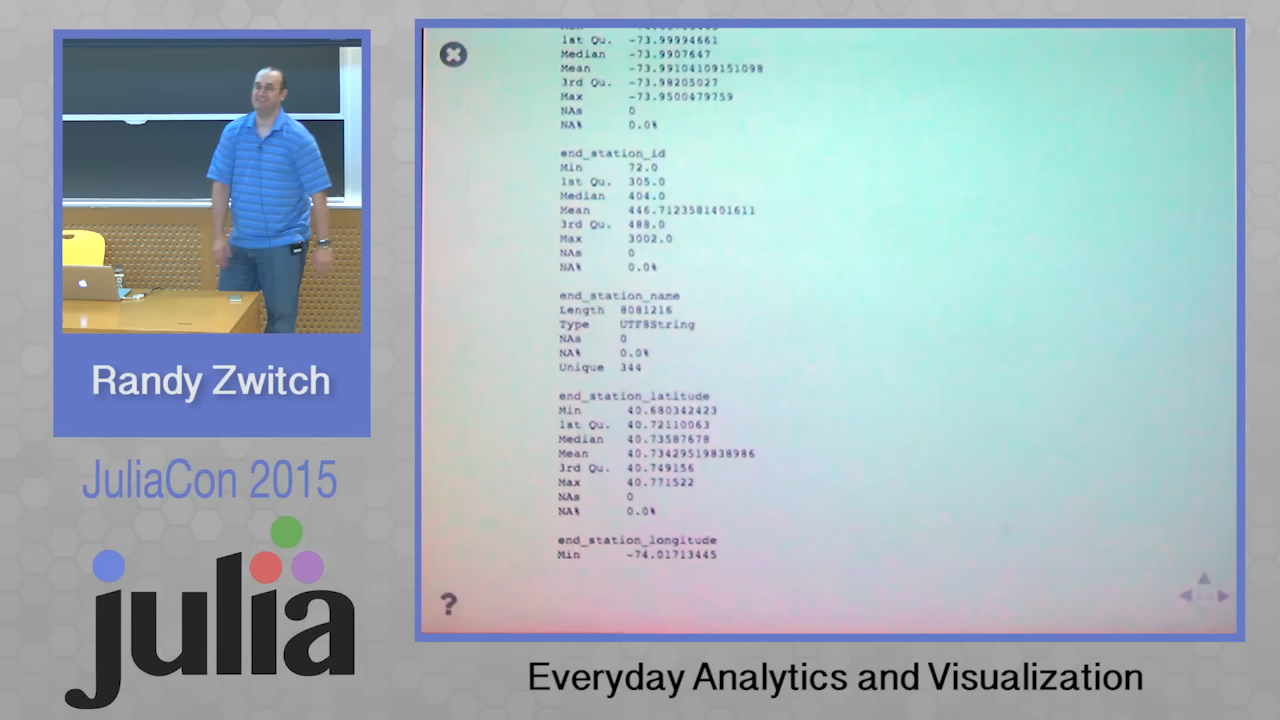 1st Qu. -73.99994661
Median -73.9907647
Mean -73.99104109151098
3rd Qu. -73.98205027
Max -73.9500479759
NAs 0
NA% 0.0%
end_station_id
Min 72.0
1st Qu. 305.0
Median 404.0
Mean 446.7123581401611
3rd Qu. 488.0
Max 3002.0
NAs 0
NA% 0.0%
end_station_name
Length 8081216
Type UTF8String
NAs 0
NA% 0.0%
Unique 344
end_station_latitude
Min 40.680342423
1st Qu. 40.72110063
Median 40.73587678
Mean 40.73429519838986
3rd Qu. 40.749156
Max 40.771522
NAs 0
NA% 0.0%
end_station_longitude
Min -74.01713445
?
Randy Zwitch
JuliaCon 2015
julia
Everyday Analytics and Visualization